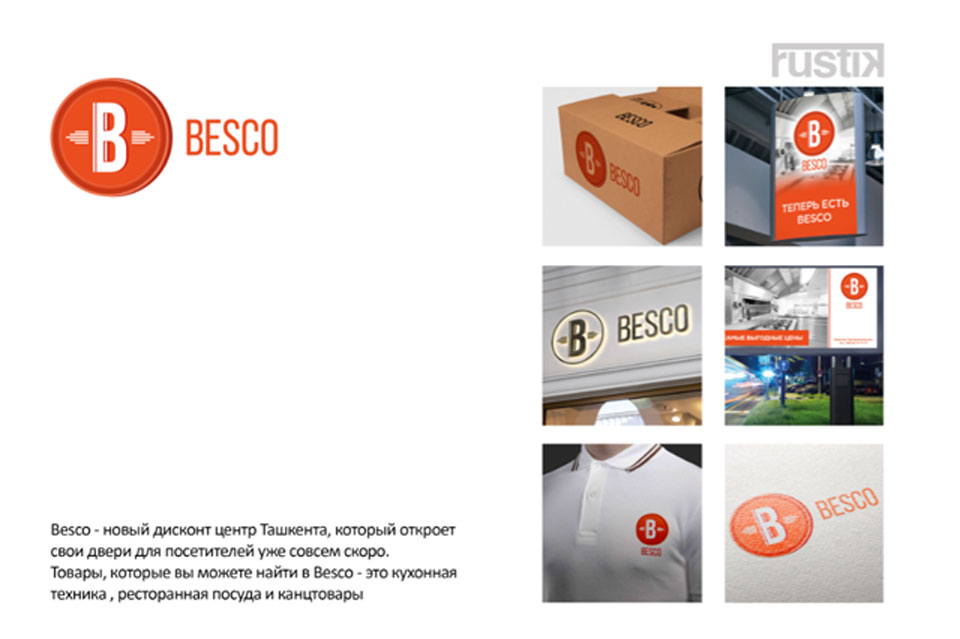 rustik
B
BESCO
BESCO
B
BESCO
B
BESCO
ТЕПЕРЬ ЕСТЬ
BESCO
B
BESCO
B
BESCO
САМЫЕ ВЫГОДНЫЕ ЦЕНЫ
B
BESCO
B
BESCO
Besco - новый дисконт центр Ташкента, который откроет
свои двери для посетителей уже совсем скоро.
Товары, которые вы можете найти в Besco - это кухонная
техника , ресторанная посуда и канцтовары